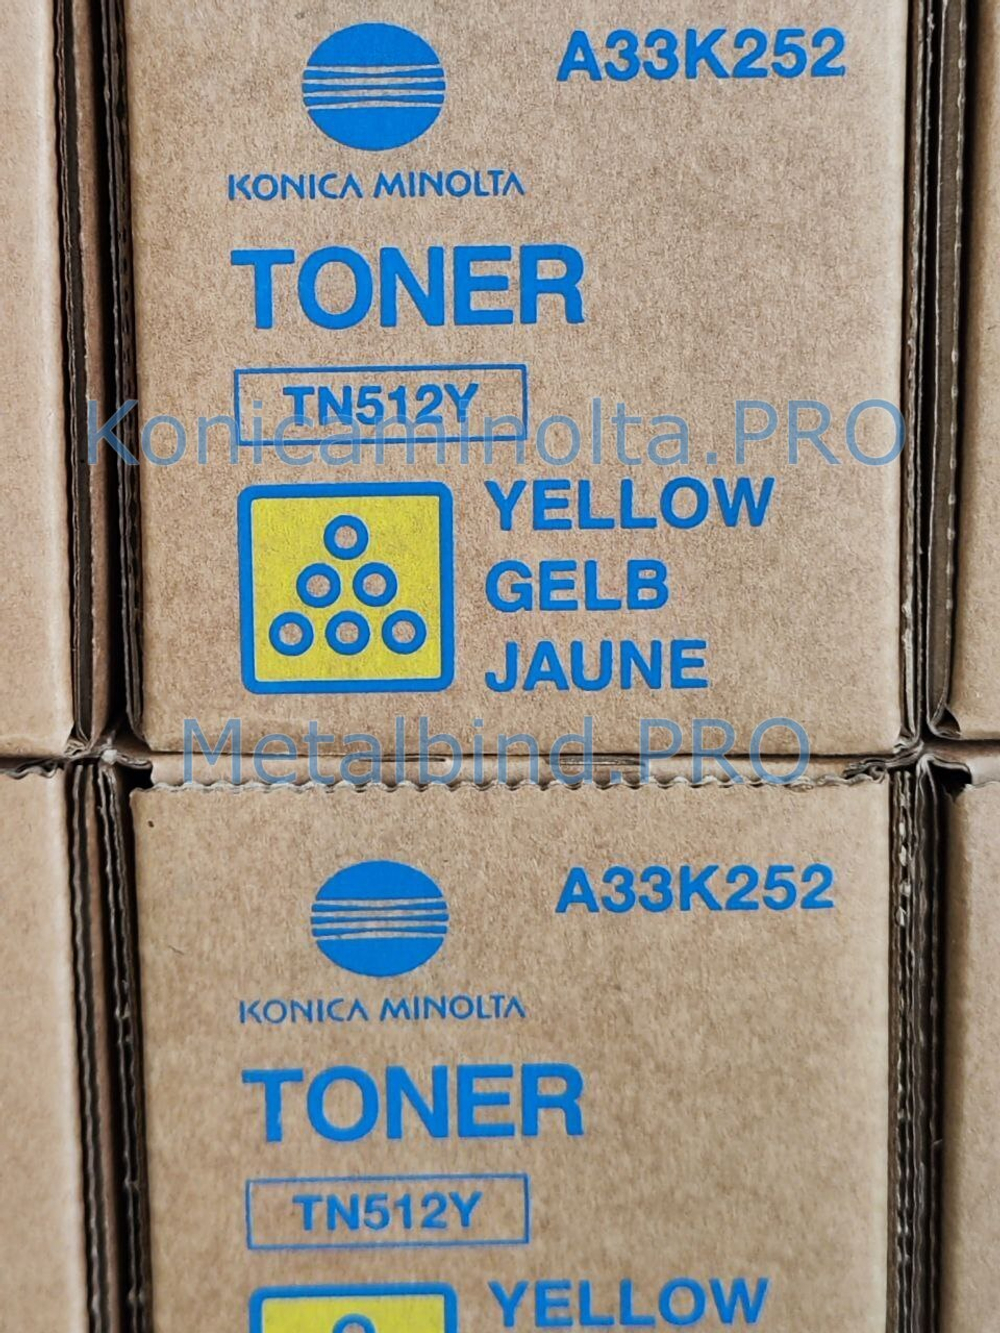 A33K252
KONICA MINOLTA
TONER
TN512Y
Konicaminolta.PRO
YELLOW
GELB
JAUNE
Metalbind.PRO
A33K252
KONICA MINOLTA
TONER
TN512Y
YELLOW